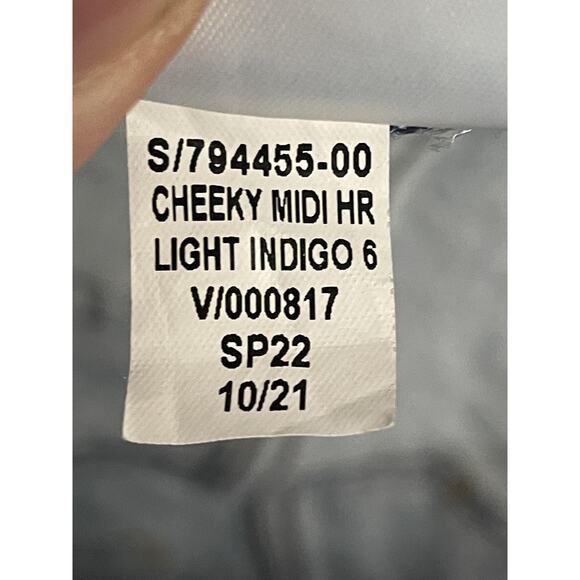 S/794455-00
CHEEKY MIDI HR
LIGHT INDIGO 6
V/000817
SP22
10/21